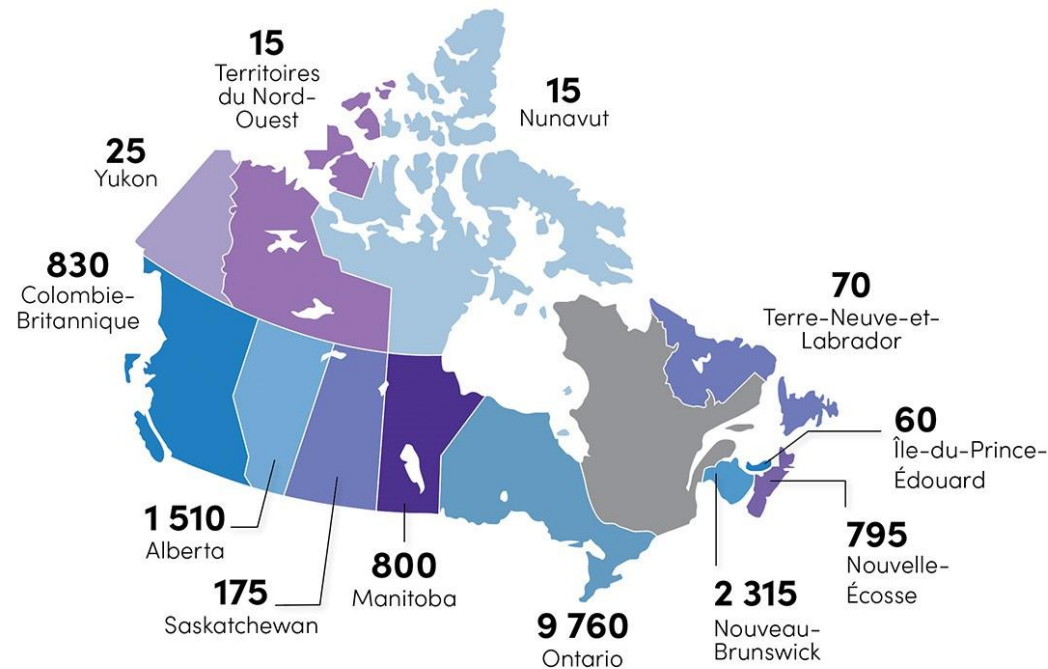 15
Territoires
du Nord-
Ouest
15
Nunavut
25
Yukon
830
Colombie-
Britannique
70
Terre-Neuve-et-
Labrador
60
Île-du-Prince-
Édouard
1 510
Alberta
175
Saskatchewan
800
Manitoba
9 760
Ontario
2 315
Nouveau-
Brunswick
795
Nouvelle-
Écosse